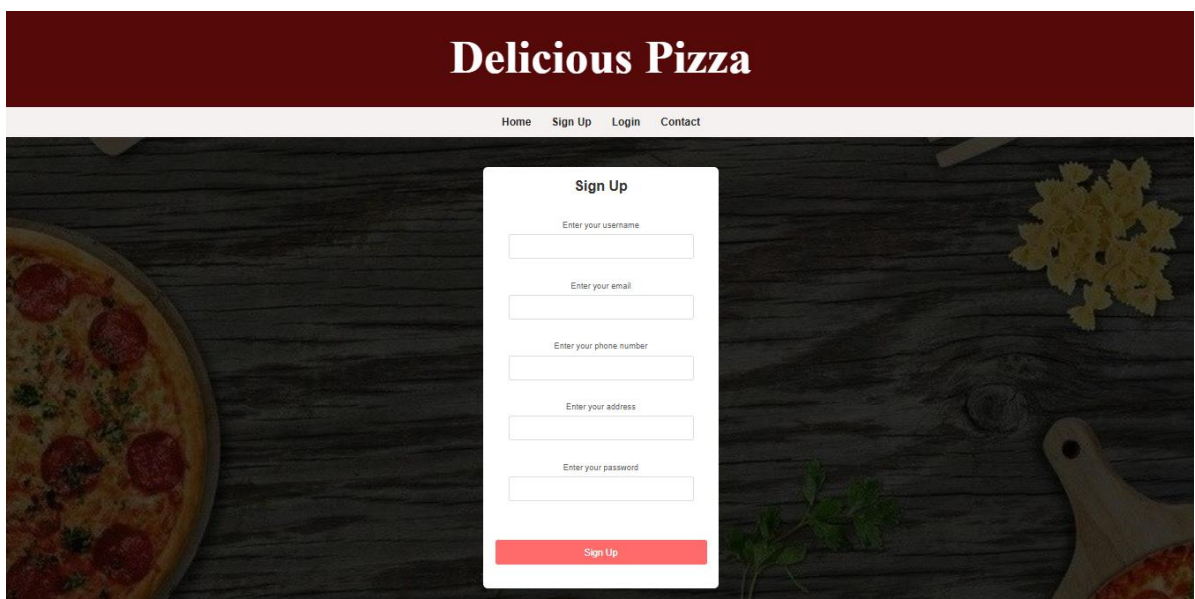 Delicious Pizza
Home Sign Up Login Contact
Sign Up
Enter your username
Enter your email
Enter your phone number
Enter your address
Enter your password
Sign Up